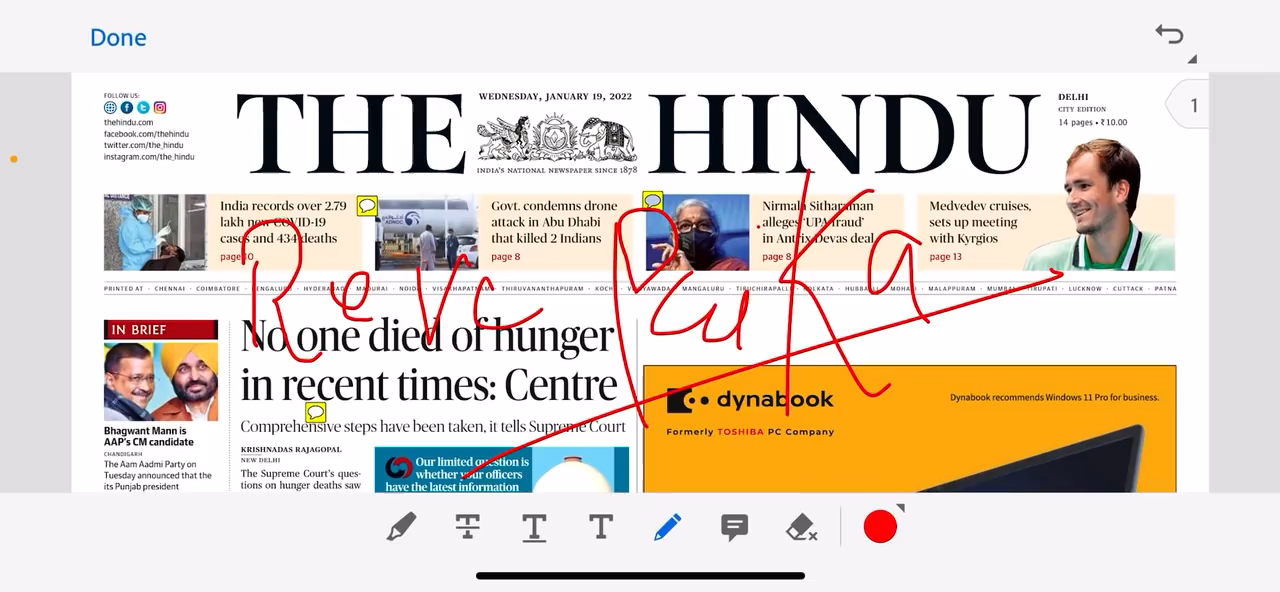 Done
FOLLOW US:
thehindu.com
facebook.com/thehindu
twitter.com/the_hindu
instagram.com/the_hindu
THE HINDU
WEDNESDAY, JANUARY 19, 2022
INDIA'S NATIONAL NEWSPAPER SINCE 1878
DELHI
CITY EDITION
14 pages • ₹10.00
1
India records over 2.79
lakh new COVID-19
cases and 434 deaths
page 10
Govt. condemns drone
attack in Abu Dhabi
that killed 2 Indians
page 8
Nirmala Sitharaman
alleges 'UPA fraud'
in Antrix-Devas deal
page 8
Medvedev cruises,
sets up meeting
with Kyrgios
page 13
PRINTED AT · CHENNAI · COIMBATORE · BENGALURU · HYDERABAD · MADURAI · NOIDA · VISAKHAPATNAM · THIRUVANANTHAPURAM · KOCHI · VIJAYAWADA · MANGALURU · TIRUCHIRAPALLI · KOLKATA · HUBBALLI · MOHALI · MALAPPURAM · MUMBAI · TIRUPATI · LUCKNOW · CUTTACK · PATNA
IN BRIEF
Bhagwant Mann is
AAP's CM candidate
CHANDIGARH
The Aam Aadmi Party on
Tuesday announced that the
its Punjab president
No one died of hunger
in recent times: Centre
Comprehensive steps have been taken, it tells Supreme Court
KRISHNADAS RAJAGOPAL
NEW DELHI
The Supreme Court's ques-
tions on hunger deaths saw
Our limited question is
whether your officers
have the latest information
dynabook
Formerly TOSHIBA PC Company
Dynabook recommends Windows 11 Pro for business.